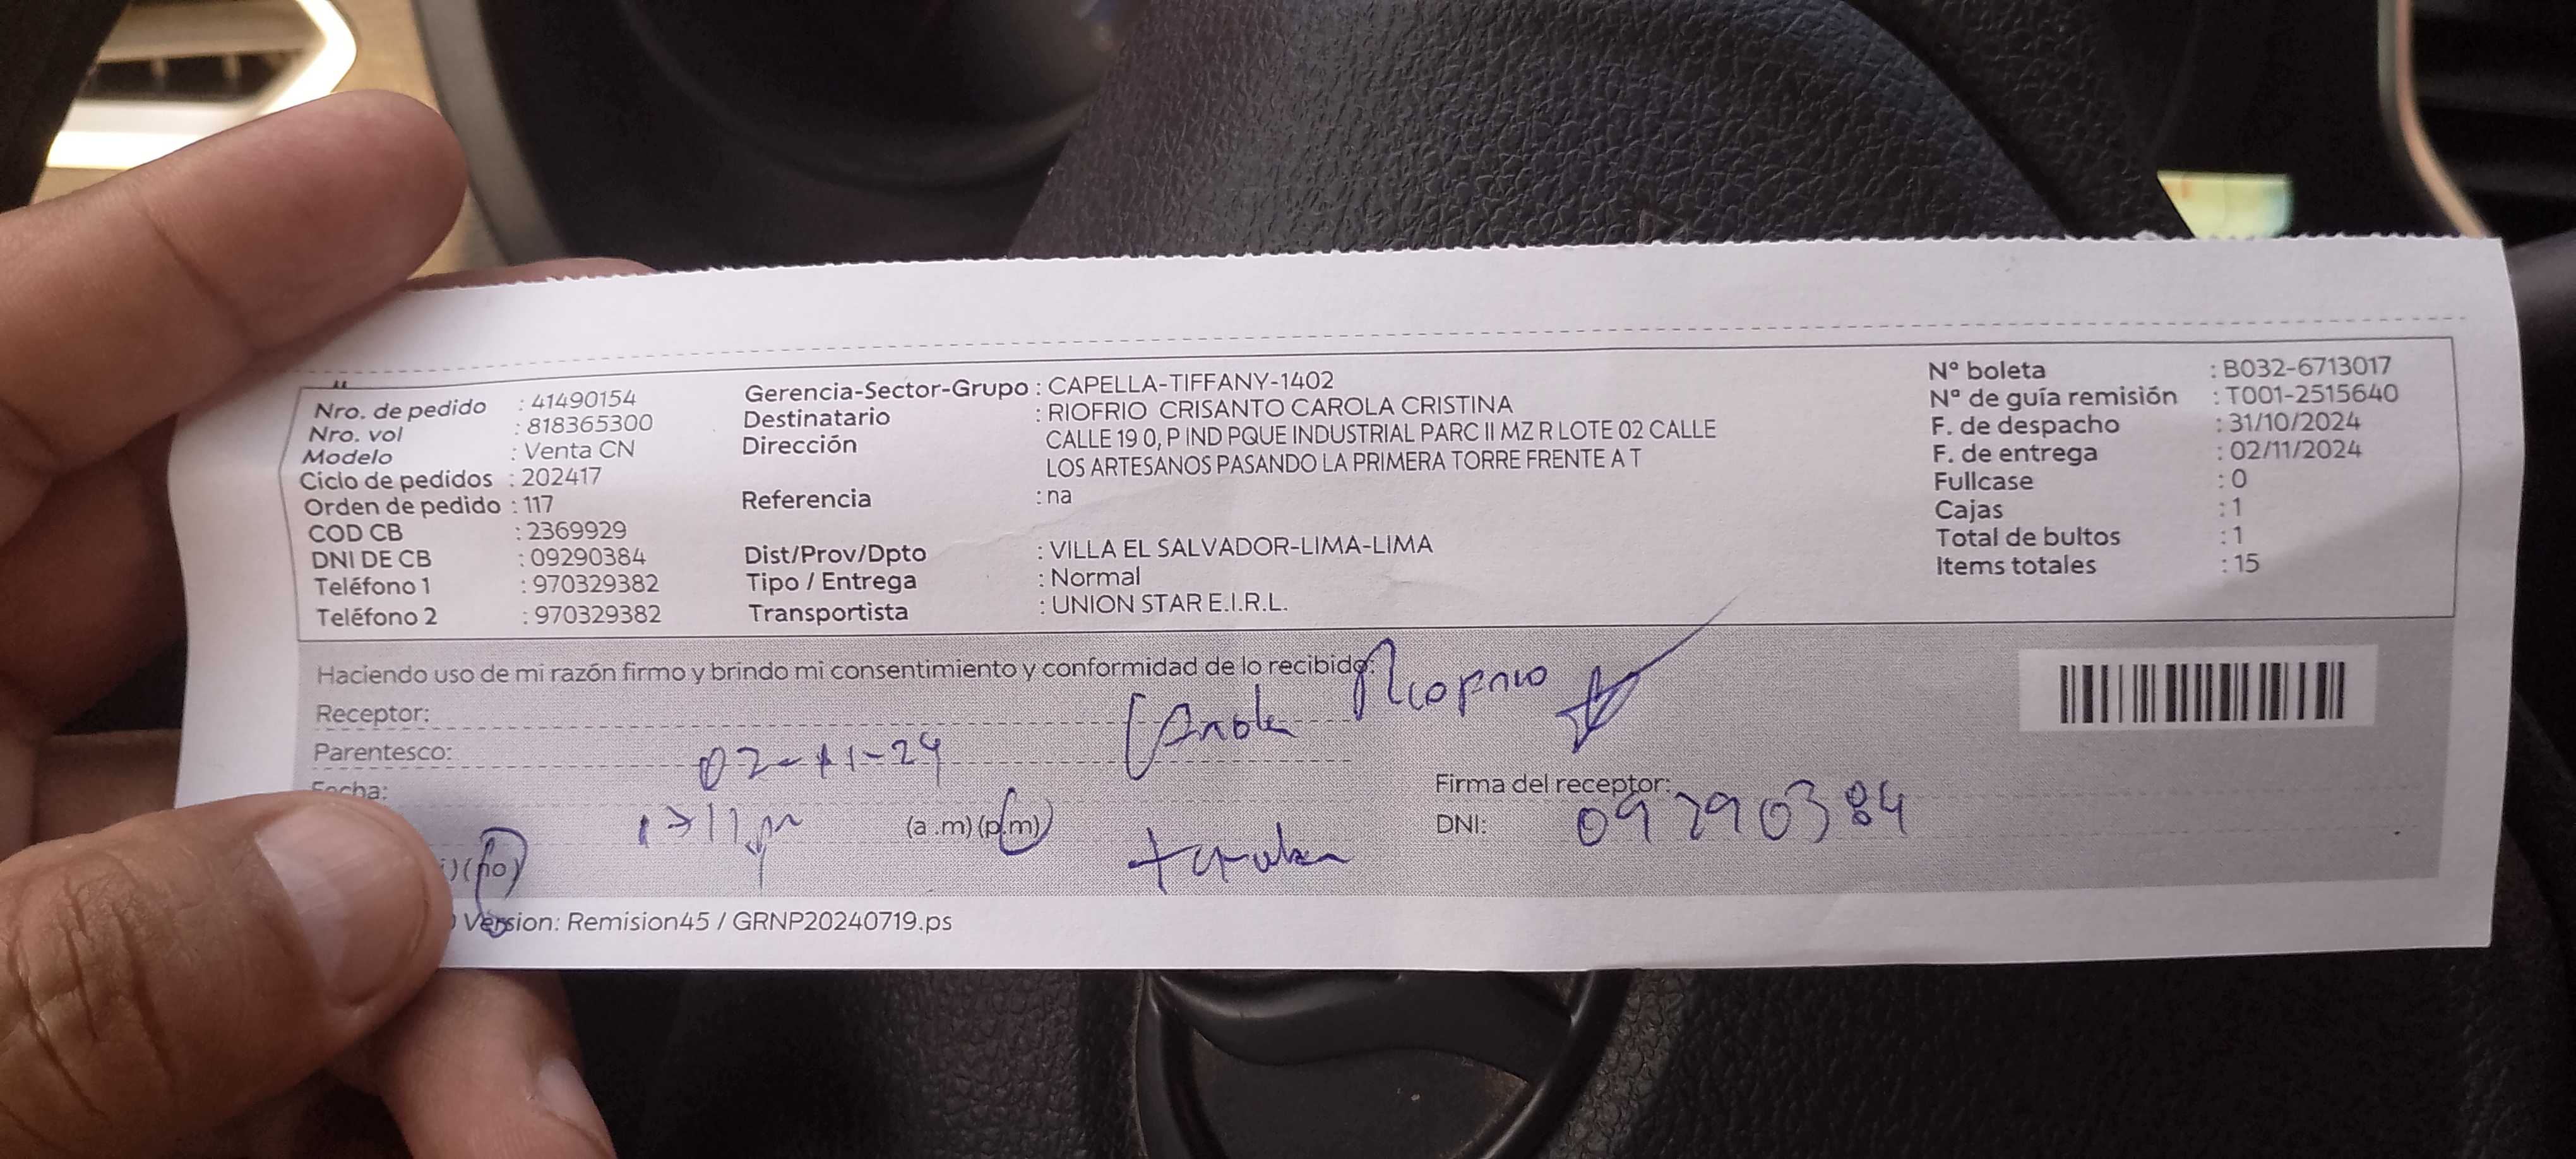 Nro. de pedido : 41490154
Nro. vol : 818365300
Modelo : Venta CN
Ciclo de pedidos : 202417
Orden de pedido : 117
COD CB : 2369929
DNI DE CB : 09290384
Teléfono 1 : 970329382
Teléfono 2 : 970329382
Gerencia-Sector-Grupo : CAPELLA-TIFFANY-1402
Destinatario : RIOFRIO CRISANTO CAROLA CRISTINA
Dirección CALLE 19 0, P IND PQUE INDUSTRIAL PARC II MZ R LOTE 02 CALLE
LOS ARTESANOS PASANDO LA PRIMERA TORRE FRENTE A T
Referencia : na
Dist/Prov/Dpto : VILLA EL SALVADOR-LIMA-LIMA
Tipo / Entrega : Normal
Transportista : UNION STAR E.I.R.L.
Nº boleta : B032-6713017
Nº de guía remisión : T001-2515640
F. de despacho : 31/10/2024
F. de entrega : 02/11/2024
Fullcase : 0
Cajas : 1
Total de bultos : 1
Items totales : 15
Haciendo uso de mi razón firmo y brindo mi consentimiento y conformidad de lo recibido:
Receptor: Carola Riofrio
Parentesco:
Fecha: 02-11-24
(a .m) (p.m)
(no)
Firma del receptor:
DNI: 09290384
Version: Remision45 / GRNP20240719.ps